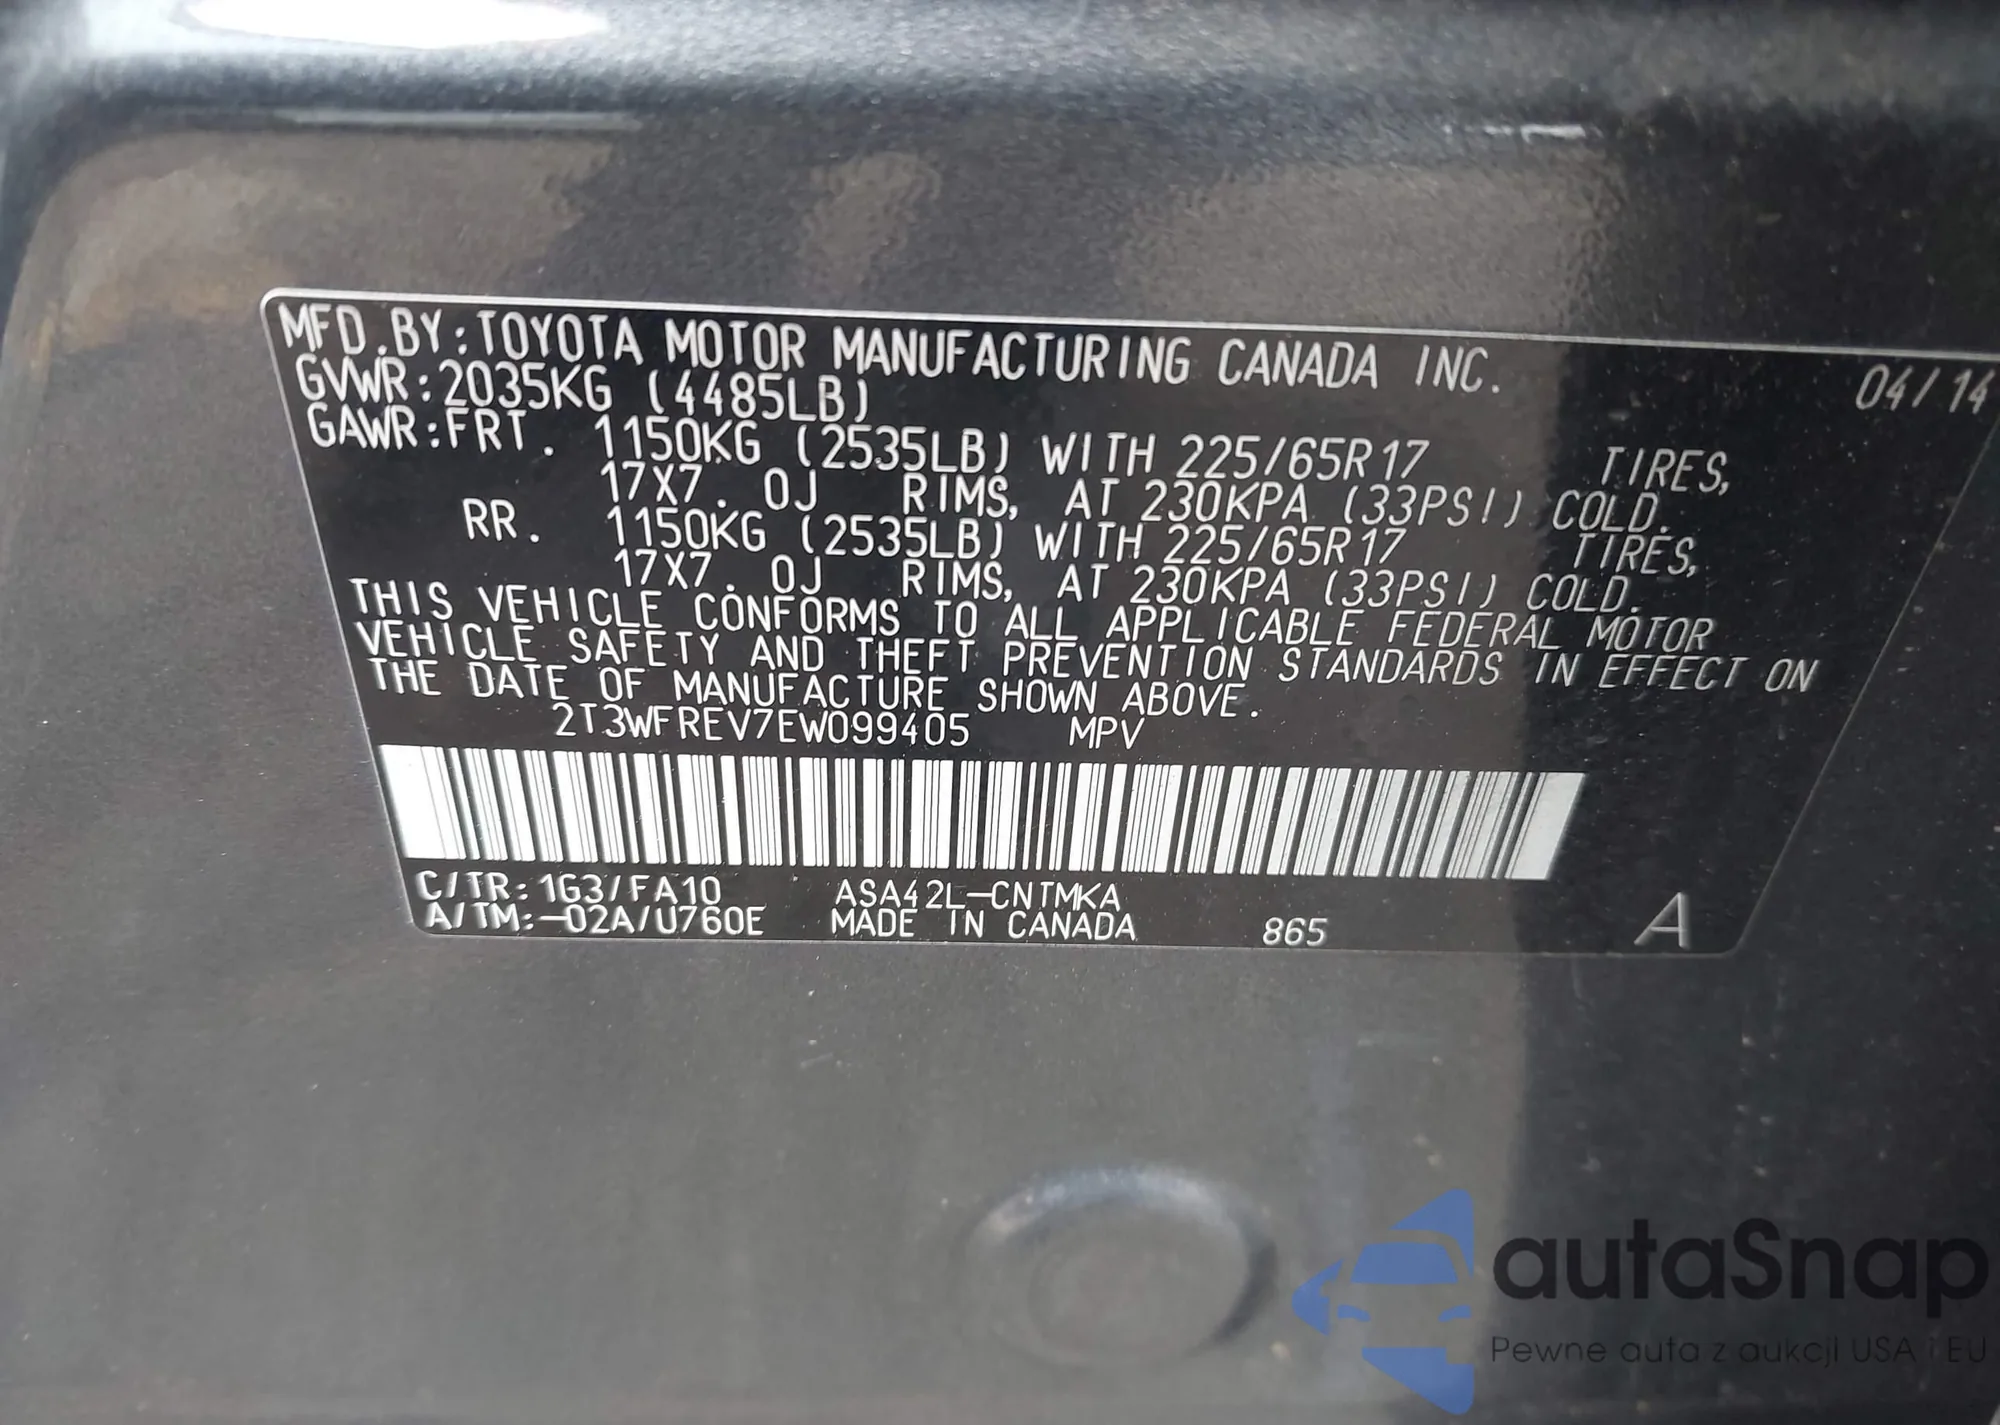 MFD.BY:TOYOTA MOTOR MANUFACTURING CANADA INC. 04/14
GVWR:2035KG (4485LB)
GAWR:FRT. 1150KG (2535LB) WITH 225/65R17 TIRES,
17X7.0J RIMS, AT 230KPA (33PSI) COLD.
RR. 1150KG (2535LB) WITH 225/65R17 TIRES,
17X7.0J RIMS, AT 230KPA (33PSI) COLD.
THIS VEHICLE CONFORMS TO ALL APPLICABLE FEDERAL MOTOR
VEHICLE SAFETY AND THEFT PREVENTION STANDARDS IN EFFECT ON
THE DATE OF MANUFACTURE SHOWN ABOVE.
2T3WFREV7EW099405 MPV
C/TR:1G3/FA10 ASA42L-CNTMKA
A/TM:-02A/U760E MADE IN CANADA 865 A
autaSnap
Pewne auta z aukcji USA i EU